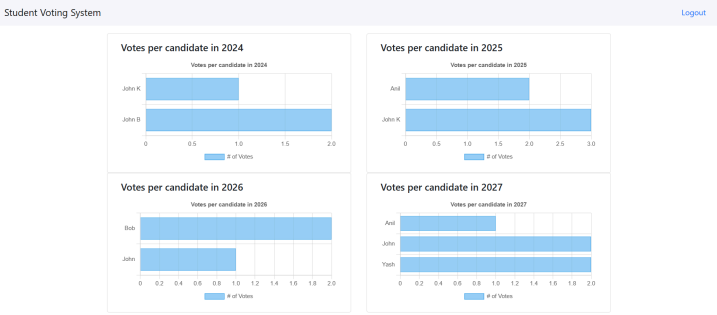 Student Voting System
Logout
Votes per candidate in 2024
Votes per candidate in 2024
John K
John B
0 0.5 1.0 1.5 2.0
# of Votes
Votes per candidate in 2025
Votes per candidate in 2025
Anil
John K
0 0.5 1.0 1.5 2.0 2.5 3.0
# of Votes
Votes per candidate in 2026
Votes per candidate in 2026
Bob
John
0 0.2 0.4 0.6 0.8 1.0 1.2 1.4 1.6 1.8 2.0
# of Votes
Votes per candidate in 2027
Votes per candidate in 2027
Anil
John
Yash
0 0.2 0.4 0.6 0.8 1.0 1.2 1.4 1.6 1.8 2.0
# of Votes